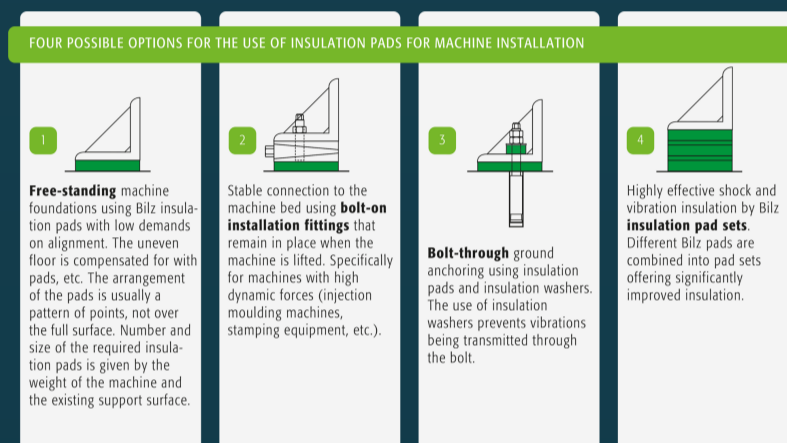 FOUR POSSIBLE OPTIONS FOR THE USE OF INSULATION PADS FOR MACHINE INSTALLATION
1
Free-standing machine
foundations using Bilz insula-
tion pads with low demands
on alignment. The uneven
floor is compensated for with
pads, etc. The arrangement
of the pads is usually a
pattern of points, not over
the full surface. Number and
size of the required insula-
tion pads is given by the
weight of the machine and
the existing support surface.
2
Stable connection to the
machine bed using bolt-on
installation fittings that
remain in place when the
machine is lifted. Specifically
for machines with high
dynamic forces (injection
moulding machines,
stamping equipment, etc.).
3
Bolt-through ground
anchoring using insulation
pads and insulation washers.
The use of insulation
washers prevents vibrations
being transmitted through
the bolt.
4
Highly effective shock and
vibration insulation by Bilz
insulation pad sets.
Different Bilz pads are
combined into pad sets
offering significantly
improved insulation.